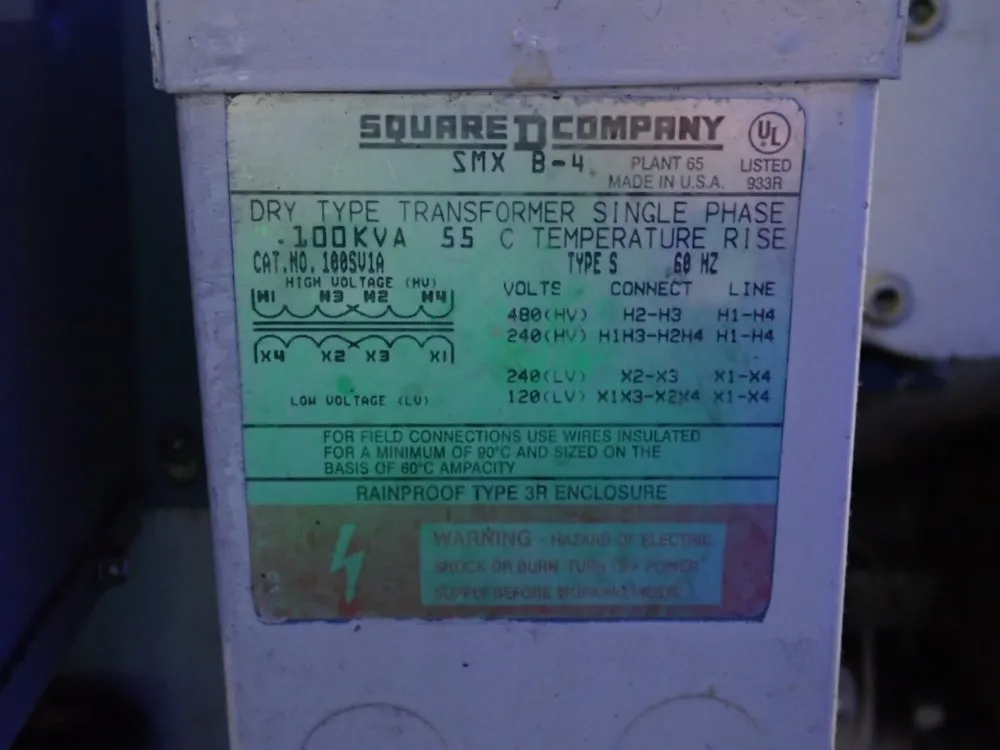 SQUARE D COMPANY
UL
SMX B-4
PLANT 65
LISTED
MADE IN U.S.A.
933R
DRY TYPE TRANSFORMER SINGLE PHASE
.100KVA 55 C TEMPERATURE RISE
CAT.NO. 100SV1A TYPE S 60 HZ
HIGH VOLTAGE (HV)
H1 H3 H2 H4
X4 X2 X3 X1
LOW VOLTAGE (LV)
VOLTS CONNECT LINE
480(HV) H2-H3 H1-H4
240(HV) H1H3-H2H4 H1-H4
240(LV) X2-X3 X1-X4
120(LV) X1X3-X2X4 X1-X4
FOR FIELD CONNECTIONS USE WIRES INSULATED
FOR A MINIMUM OF 90°C AND SIZED ON THE
BASIS OF 60°C AMPACITY
RAINPROOF TYPE 3R ENCLOSURE
WARNING - HAZARD OF ELECTRIC
SHOCK OR BURN. TURN OFF POWER
SUPPLY BEFORE WORKING INSIDE.